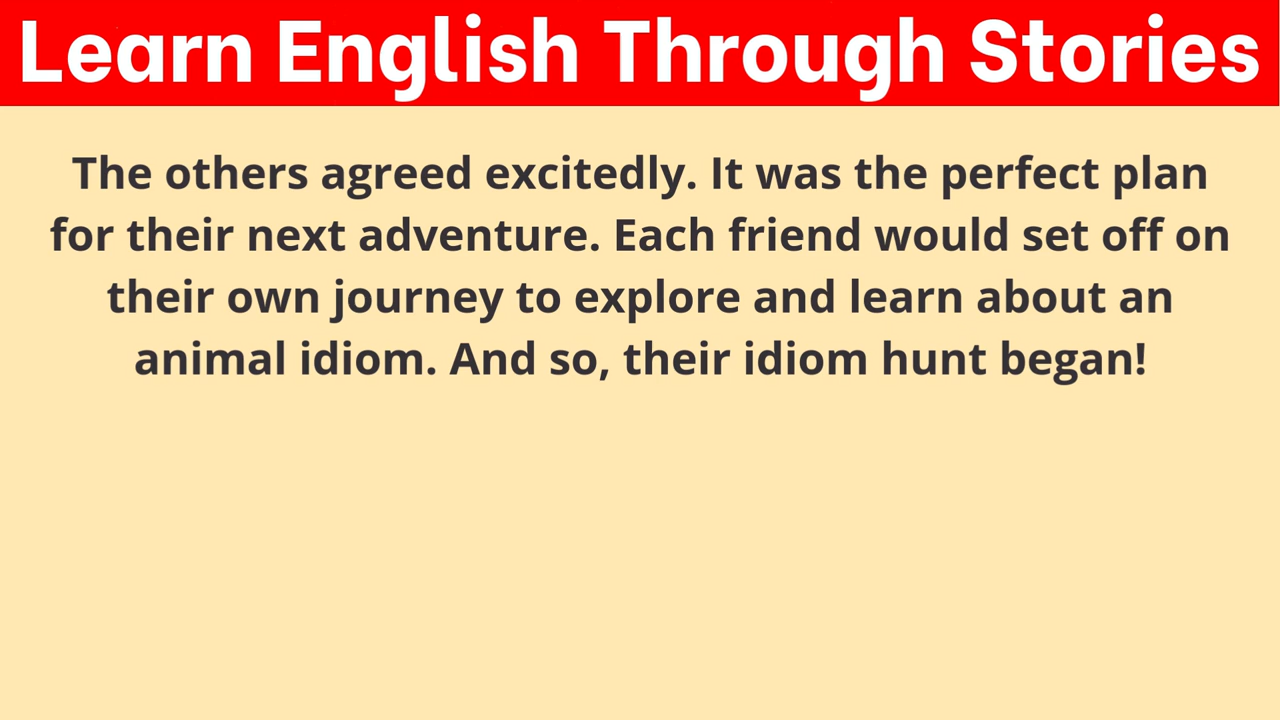 Learn English Through Stories
The others agreed excitedly. It was the perfect plan
for their next adventure. Each friend would set off on
their own journey to explore and learn about an
animal idiom. And so, their idiom hunt began!